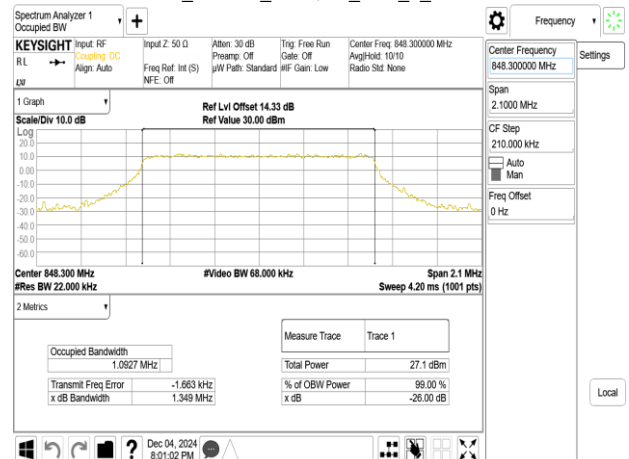 Spectrum Analyzer 1
Occupied BW
Frequency
KEYSIGHT
Input: RF
Coupling: DC
Align: Auto
Input Z: 50 Ω
Freq Ref: Int (S)
NFE: Off
Atten: 30 dB
Preamp: Off
µW Path: Standard
Trig: Free Run
Gate: Off
#IF Gain: Low
Center Freq: 848.300000 MHz
Avg|Hold: 10/10
Radio Std: None
RL
LXI
Center Frequency
848.300000 MHz
Settings
Span
2.1000 MHz
CF Step
210.000 kHz
Auto
Man
Freq Offset
0 Hz
1 Graph
Scale/Div 10.0 dB
Ref Lvl Offset 14.33 dB
Ref Value 30.00 dBm
Log
20.0
10.0
0.00
-10.0
-20.0
-30.0
-40.0
-50.0
-60.0
Center 848.300 MHz
#Res BW 22.000 kHz
#Video BW 68.000 kHz
Span 2.1 MHz
Sweep 4.20 ms (1001 pts)
2 Metrics
Measure Trace Trace 1
Occupied Bandwidth
1.0927 MHz
Total Power 27.1 dBm
Transmit Freq Error -1.663 kHz
% of OBW Power 99.00 %
x dB Bandwidth 1.349 MHz
x dB -26.00 dB
Local
Dec 04, 2024
8:01:02 PM